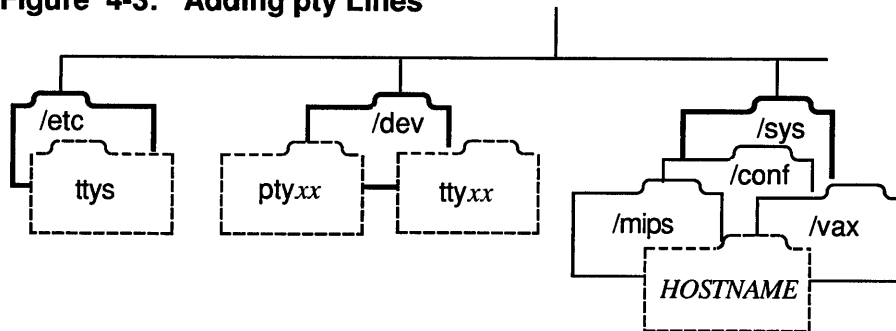 Figure 4-3: Adding pty Lines
/etc
/dev
/sys
ttys
ptyxx
ttyxx
/conf
/mips
/vax
HOSTNAME